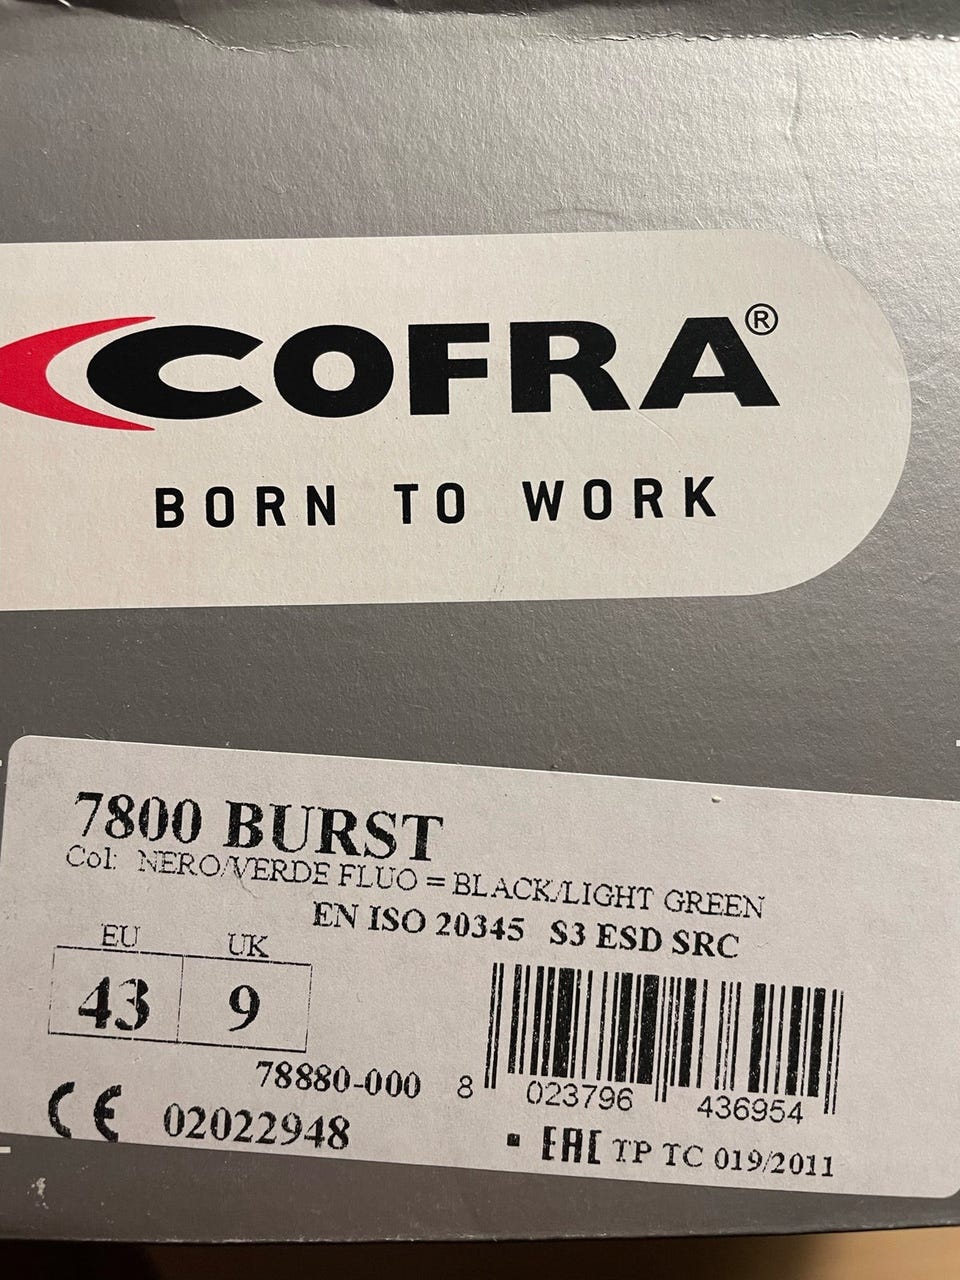 COFRA®
BORN TO WORK
7800 BURST
Col: NERO/VERDE FLUO = BLACK/LIGHT GREEN
EN ISO 20345 S3 ESD SRC
EU UK
43 9
78880-000
8 023796 436954
CE 02022948
EAC TP TC 019/2011